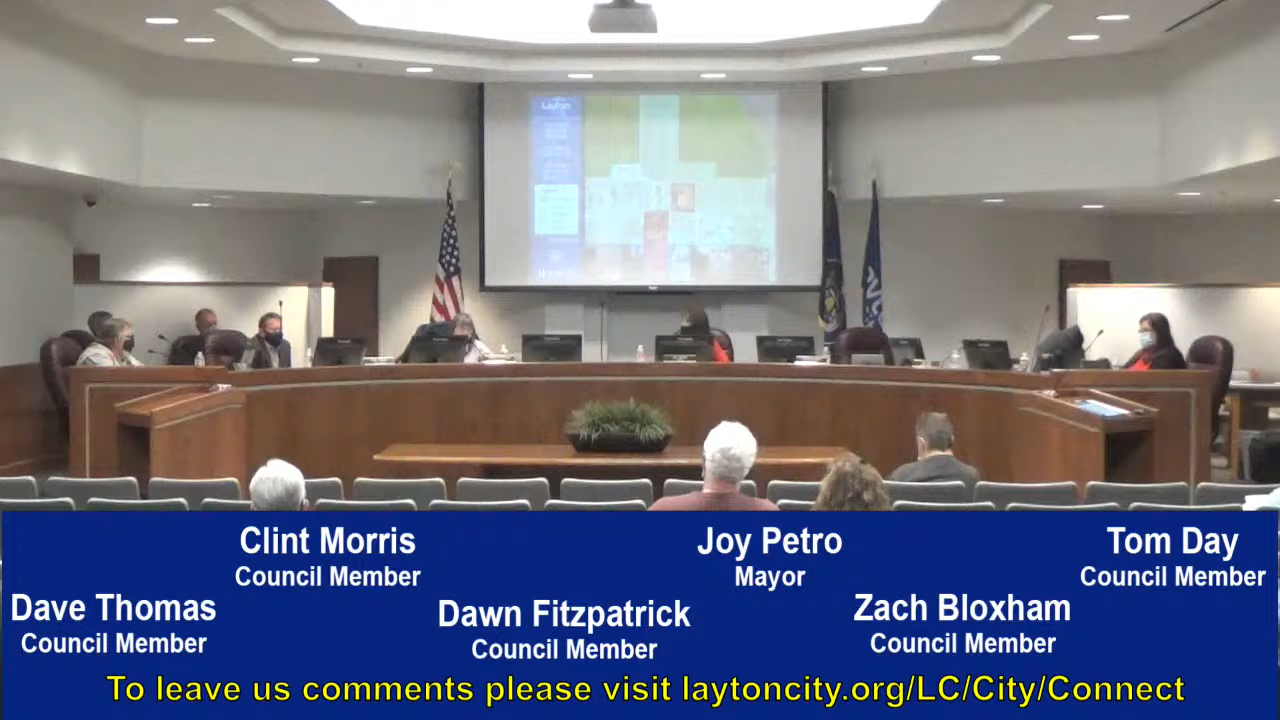 Layton
Clint Morris
Council Member
Joy Petro
Mayor
Tom Day
Council Member
Dave Thomas
Council Member
Dawn Fitzpatrick
Council Member
Zach Bloxham
Council Member
To leave us comments please visit laytoncity.org/LC/City/Connect